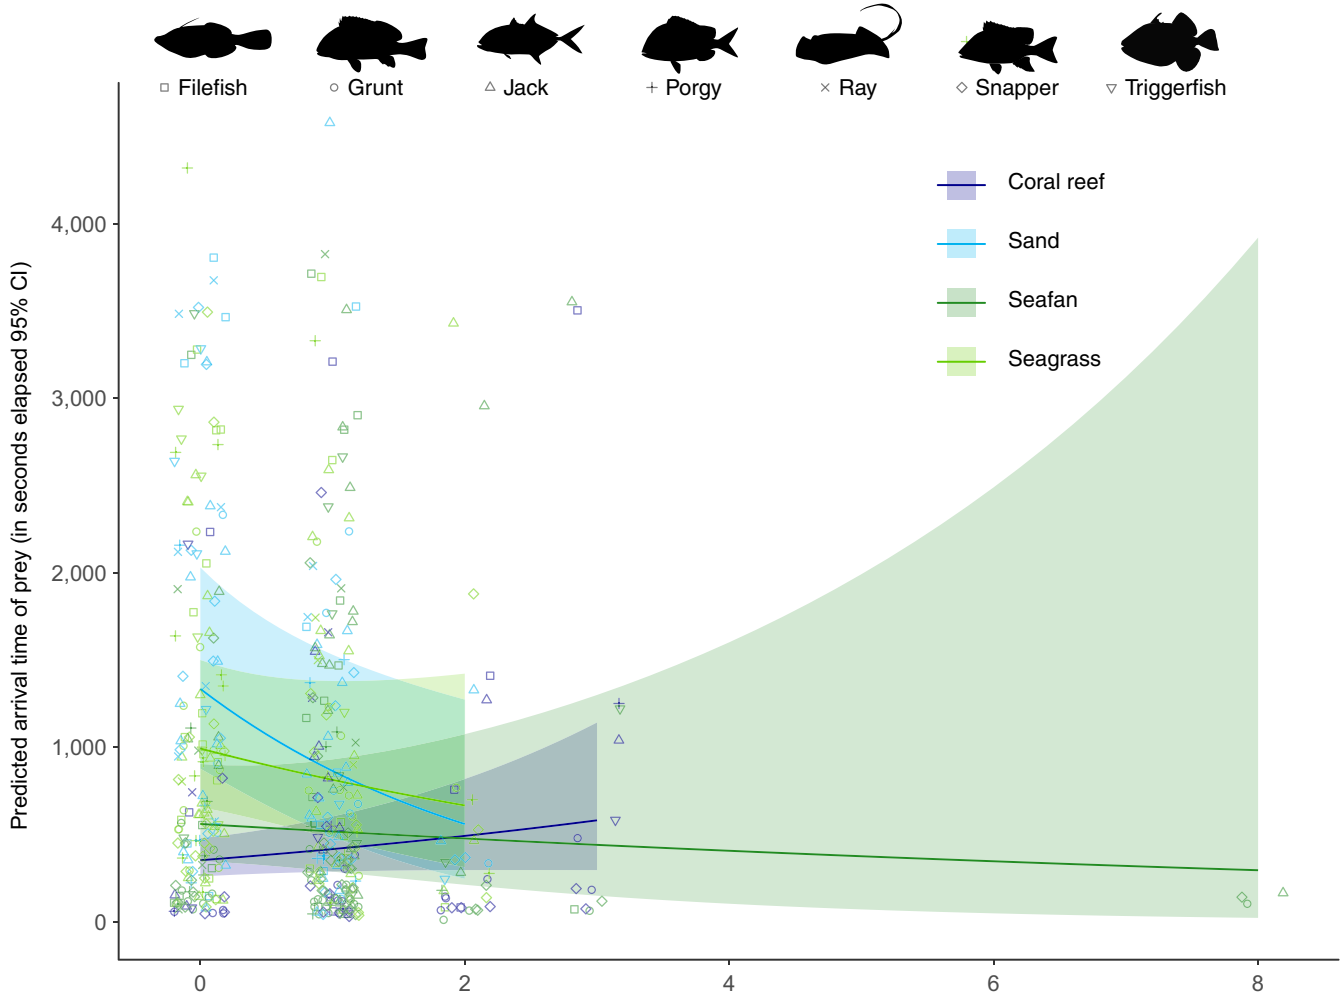 Filefish Grunt Jack Porgy Ray Snapper Triggerfish
Coral reef
Sand
Seafan
Seagrass
Predicted arrival time of prey (in seconds elapsed 95% CI)
4,000
3,000
2,000
1,000
0
0 2 4 6 8